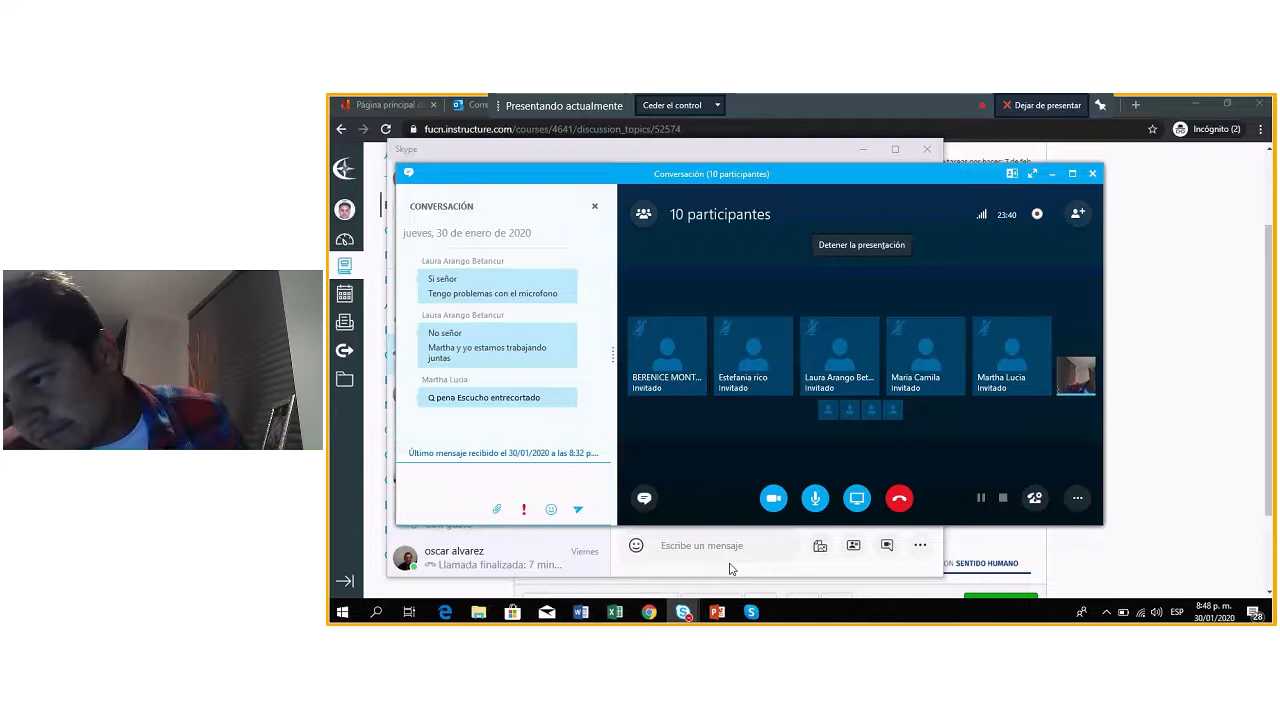 Página principal d
Corre
Presentando actualmente
Ceder el control
Dejar de presentar
fucn.instructure.com/courses/4641/discussion_topics/52574
Incógnito (2)
Skype
Conversación (10 participantes)
CONVERSACIÓN
jueves, 30 de enero de 2020
Laura Arango Betancur
Si señor
Tengo problemas con el microfono
Laura Arango Betancur
No señor
Martha y yo estamos trabajando
juntas
Martha Lucia
Q pena Escucho entrecortado
Último mensaje recibido el 30/01/2020 a las 8:32 p....
10 participantes
23:40
Detener la presentación
BERENICE MONT...
Invitado
Estefania rico
Invitado
Laura Arango Bet...
Invitado
Maria Camila
Invitado
Martha Lucia
Invitado
oscar alvarez
Viernes
Llamada finalizada: 7 min...
Escribe un mensaje
ON SENTIDO HUMANO
ESP
8:48 p. m.
30/01/2020
28